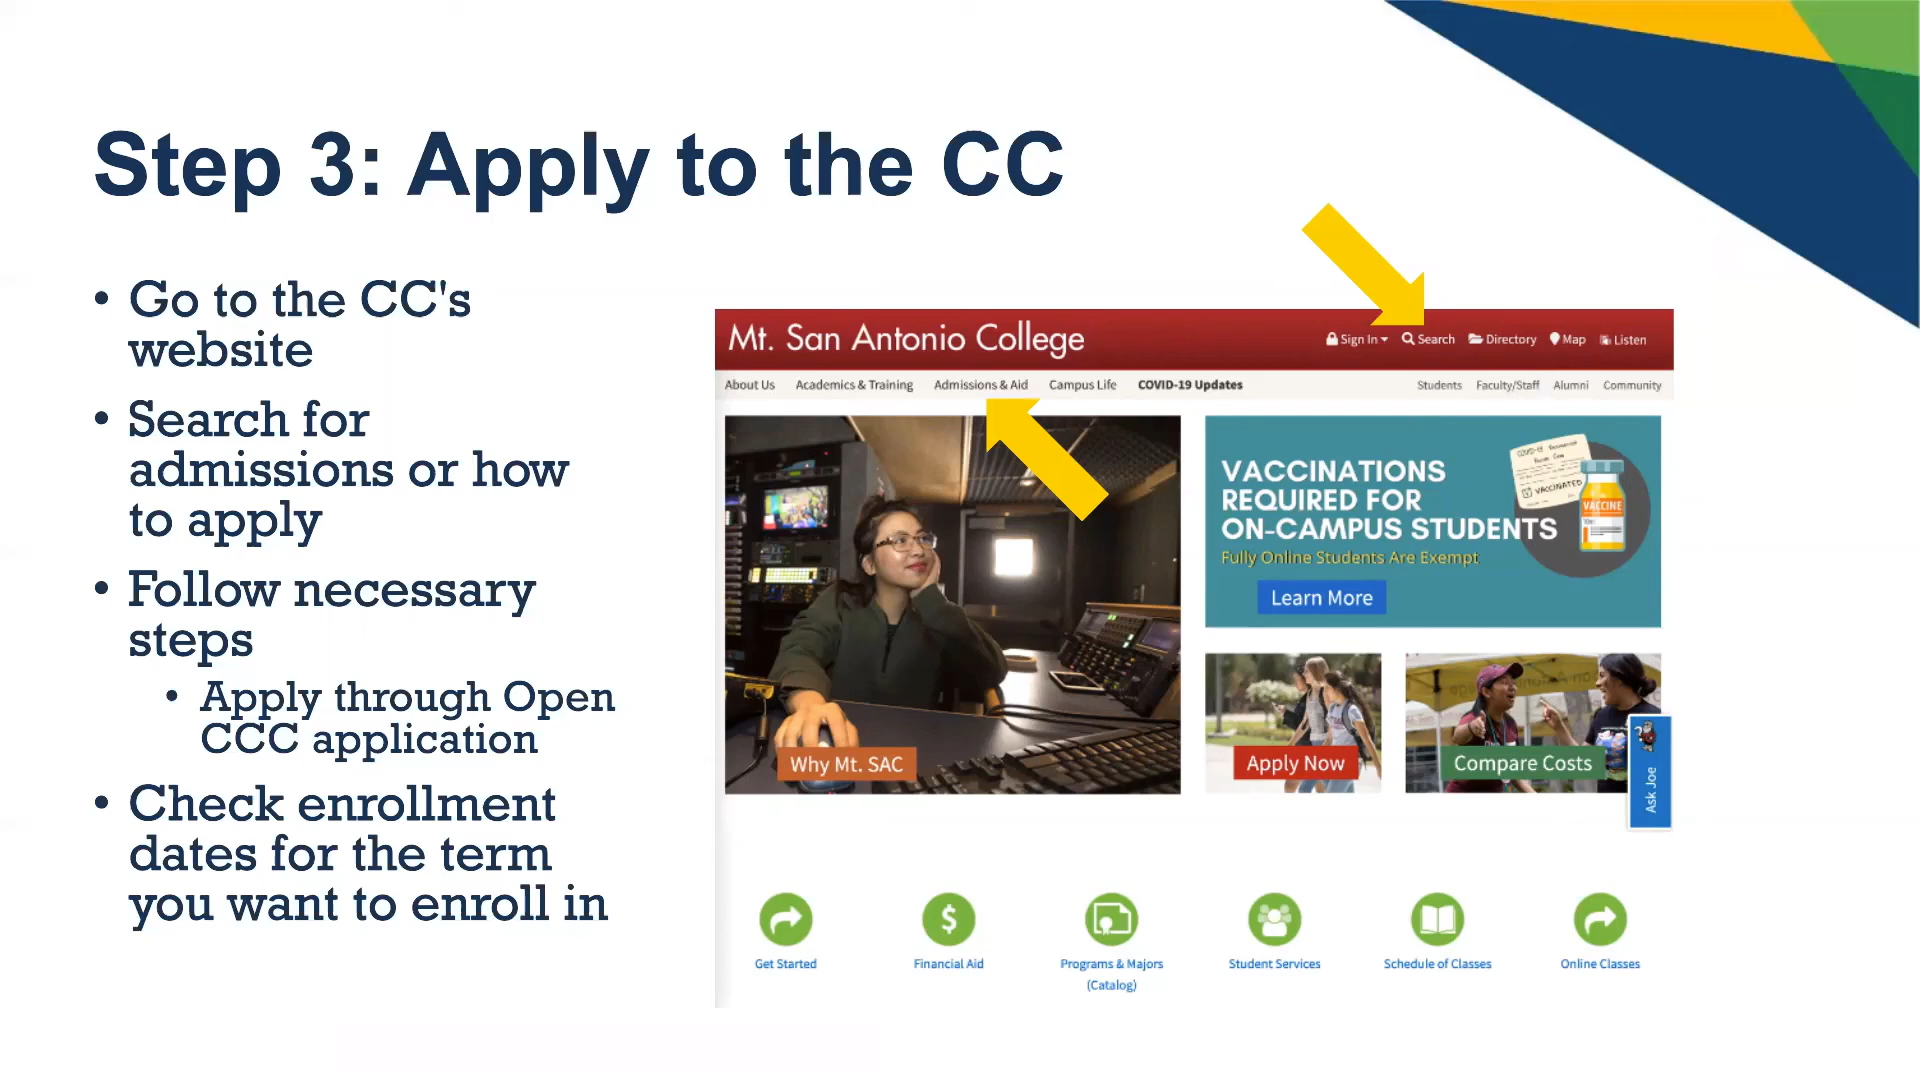 Step 3: Apply to the CC
• Go to the CC's
website
• Search for
admissions or how
to apply
• Follow necessary
steps
• Apply through Open
CCC application
• Check enrollment
dates for the term
you want to enroll in
Mt. San Antonio College
Sign In Search Directory Map Listen
About Us Academics & Training Admissions & Aid Campus Life COVID-19 Updates Students Faculty/Staff Alumni Community
VACCINATIONS
REQUIRED FOR
ON-CAMPUS STUDENTS
Fully Online Students Are Exempt
Learn More
VACCINATED
VACCINE
Why Mt. SAC
Apply Now
Compare Costs
Ask Joe
Get Started
Financial Aid
Programs & Majors
(Catalog)
Student Services
Schedule of Classes
Online Classes